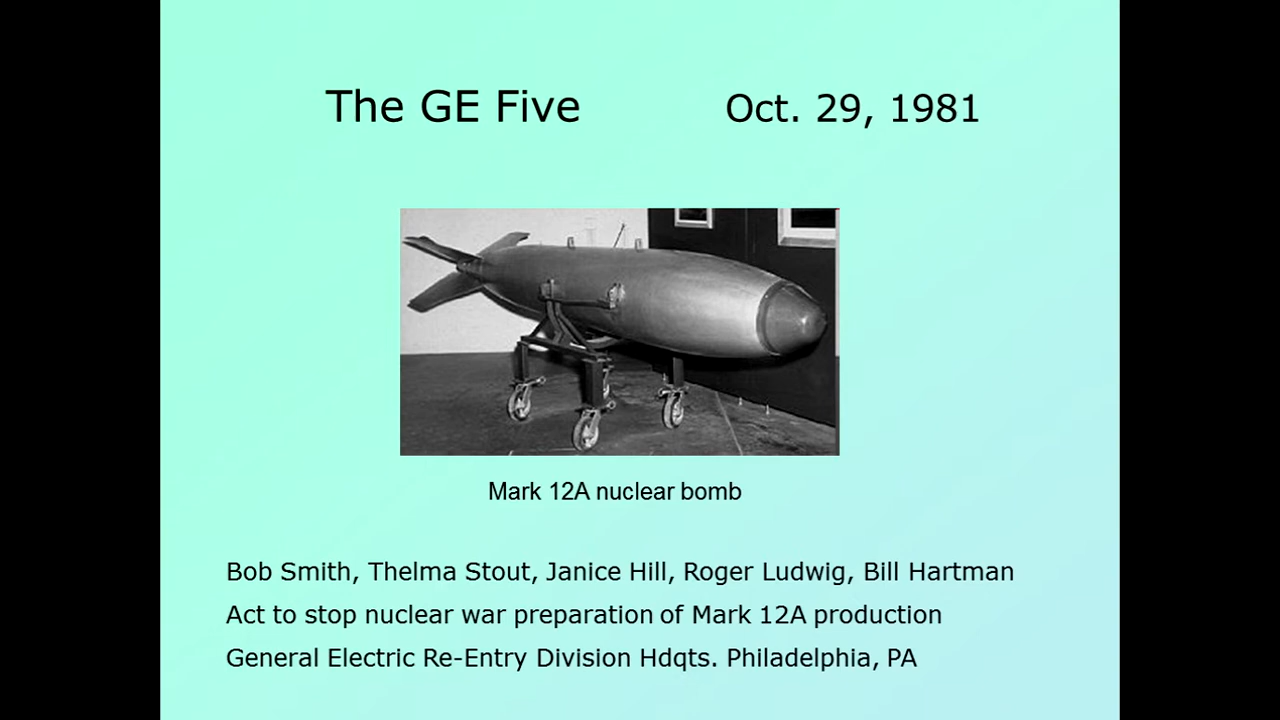 The GE Five Oct. 29, 1981
Mark 12A nuclear bomb
Bob Smith, Thelma Stout, Janice Hill, Roger Ludwig, Bill Hartman
Act to stop nuclear war preparation of Mark 12A production
General Electric Re-Entry Division Hdqts. Philadelphia, PA